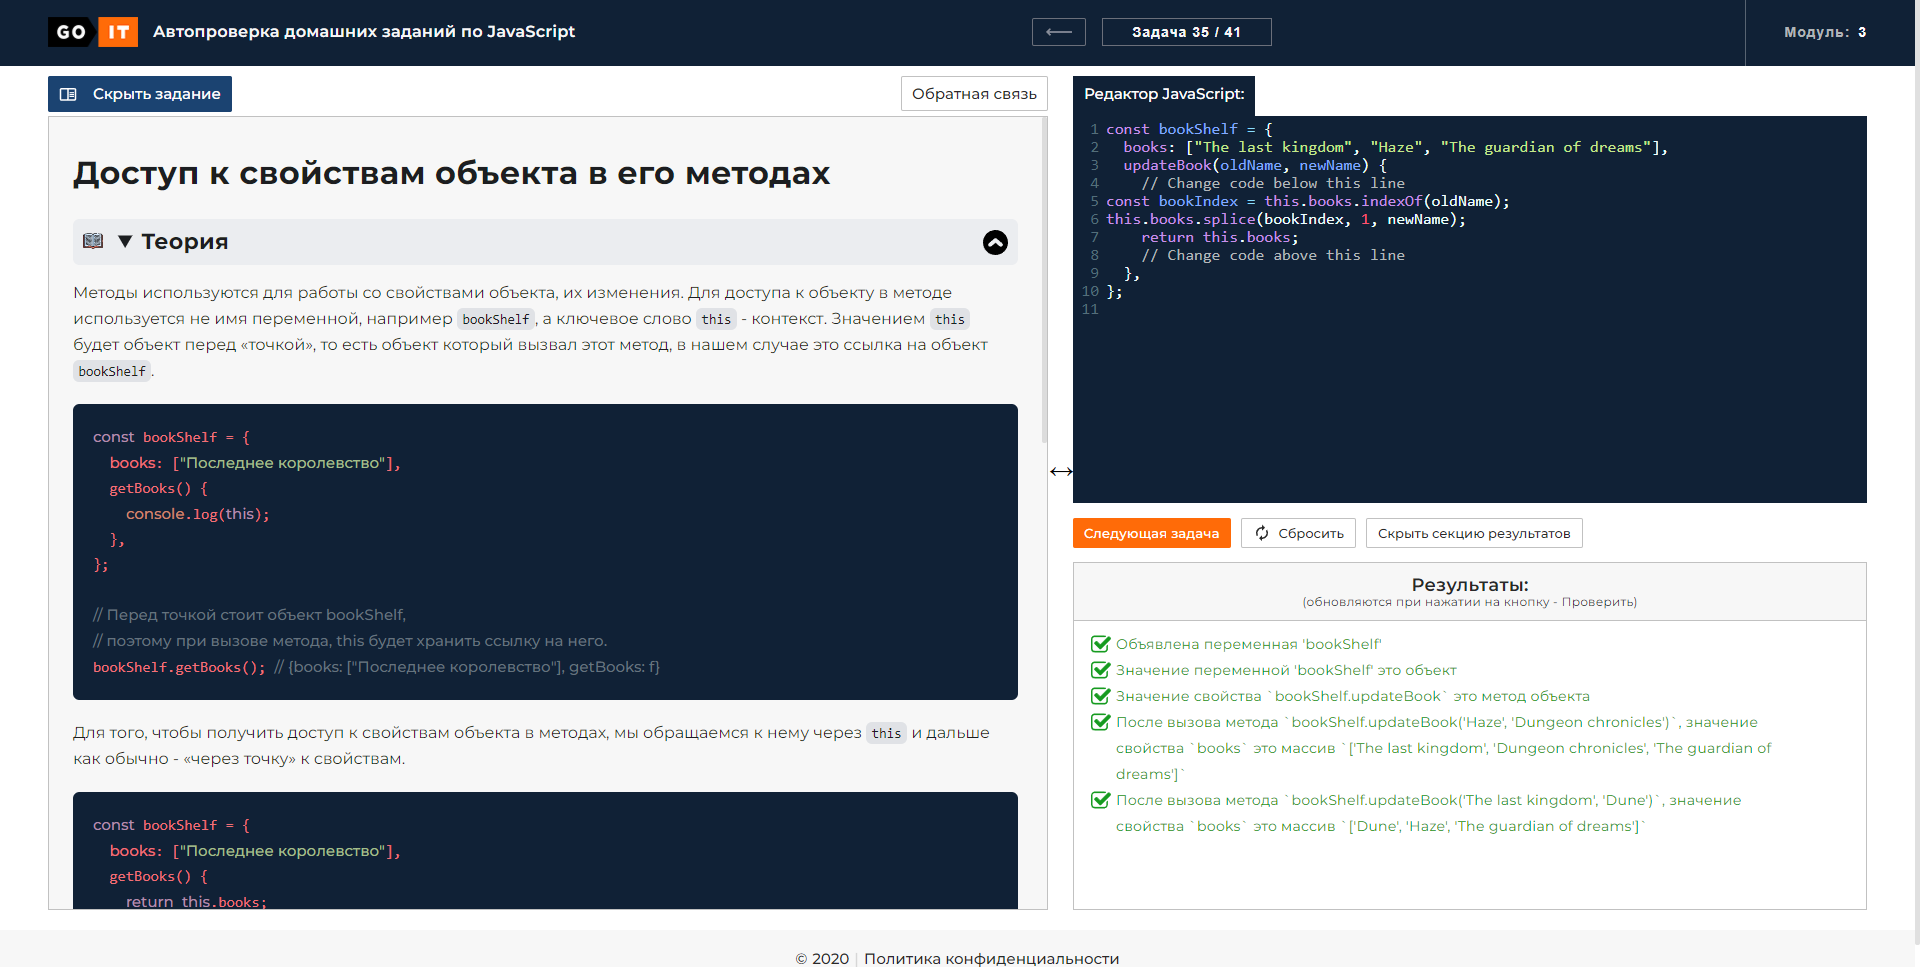 GO IT Автопроверка домашних заданий по JavaScript
Задача 35 / 41
Модуль: 3
Скрыть задание
Обратная связь
Доступ к свойствам объекта в его методах
Теория
Методы используются для работы со свойствами объекта, их изменения. Для доступа к объекту в методе
используется не имя переменной, например bookShelf, а ключевое слово this - контекст. Значением this
будет объект перед «точкой», то есть объект который вызвал этот метод, в нашем случае это ссылка на объект
bookShelf.
const bookShelf = {
books: ["Последнее королевство"],
getBooks() {
console.log(this);
},
};
// Перед точкой стоит объект bookShelf,
// поэтому при вызове метода, this будет хранить ссылку на него.
bookShelf.getBooks(); // {books: ["Последнее королевство"], getBooks: f}
Для того, чтобы получить доступ к свойствам объекта в методах, мы обращаемся к нему через this и дальше
как обычно - «через точку» к свойствам.
const bookShelf = {
books: ["Последнее королевство"],
getBooks() {
return this.books;
Редактор JavaScript:
1 const bookShelf = {
2 books: ["The last kingdom", "Haze", "The guardian of dreams"],
3 updateBook(oldName, newName) {
4 // Change code below this line
5 const bookIndex = this.books.indexOf(oldName);
6 this.books.splice(bookIndex, 1, newName);
7 return this.books;
8 // Change code above this line
9 },
10 };
11
Следующая задача
Сбросить
Скрыть секцию результатов
Результаты:
(обновляются при нажатии на кнопку - Проверить)
Объявлена переменная 'bookShelf'
Значение переменной 'bookShelf' это объект
Значение свойства `bookShelf.updateBook` это метод объекта
После вызова метода `bookShelf.updateBook('Haze', 'Dungeon chronicles')`, значение
свойства `books` это массив `['The last kingdom', 'Dungeon chronicles', 'The guardian of
dreams']`
После вызова метода `bookShelf.updateBook('The last kingdom', 'Dune')`, значение
свойства `books` это массив `['Dune', 'Haze', 'The guardian of dreams']`
© 2020 | Политика конфиденциальности